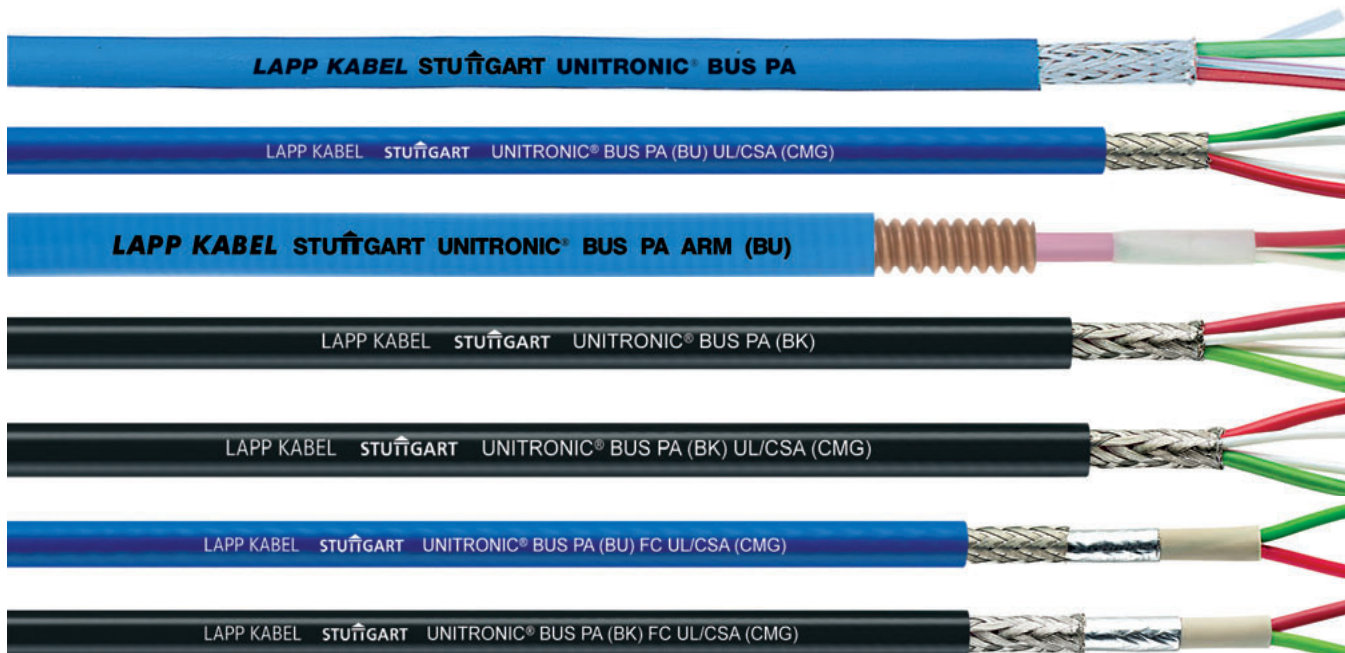 LAPP KABEL STUTTGART UNITRONIC® BUS PA
LAPP KABEL STUTTGART UNITRONIC® BUS PA (BU) UL/CSA (CMG)
LAPP KABEL STUTTGART UNITRONIC® BUS PA ARM (BU)
LAPP KABEL STUTTGART UNITRONIC® BUS PA (BK)
LAPP KABEL STUTTGART UNITRONIC® BUS PA (BK) UL/CSA (CMG)
LAPP KABEL STUTTGART UNITRONIC® BUS PA (BU) FC UL/CSA (CMG)
LAPP KABEL STUTTGART UNITRONIC® BUS PA (BK) FC UL/CSA (CMG)